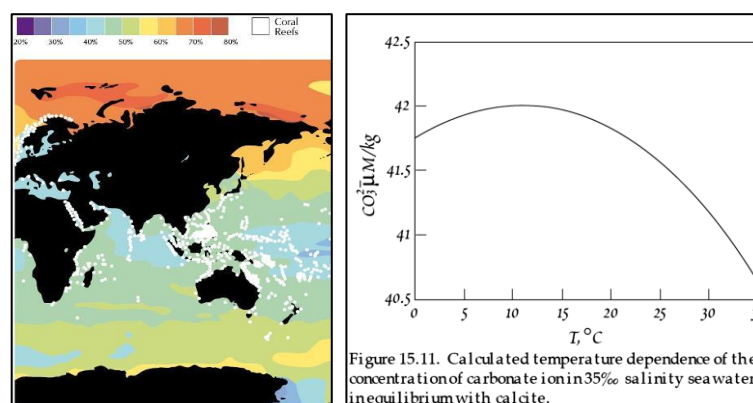 Coral
Reefs
20% 30% 40% 50% 60% 70% 80%
42.5
42
41.5
41
40.5
CO₃²⁻ µM/kg
0 5 10 15 20 25 30
T, °C
Figure 15.11. Calculated temperature dependence of the
concentration of carbonate ion in 35‰ salinity sea water
in equilibrium with calcite.